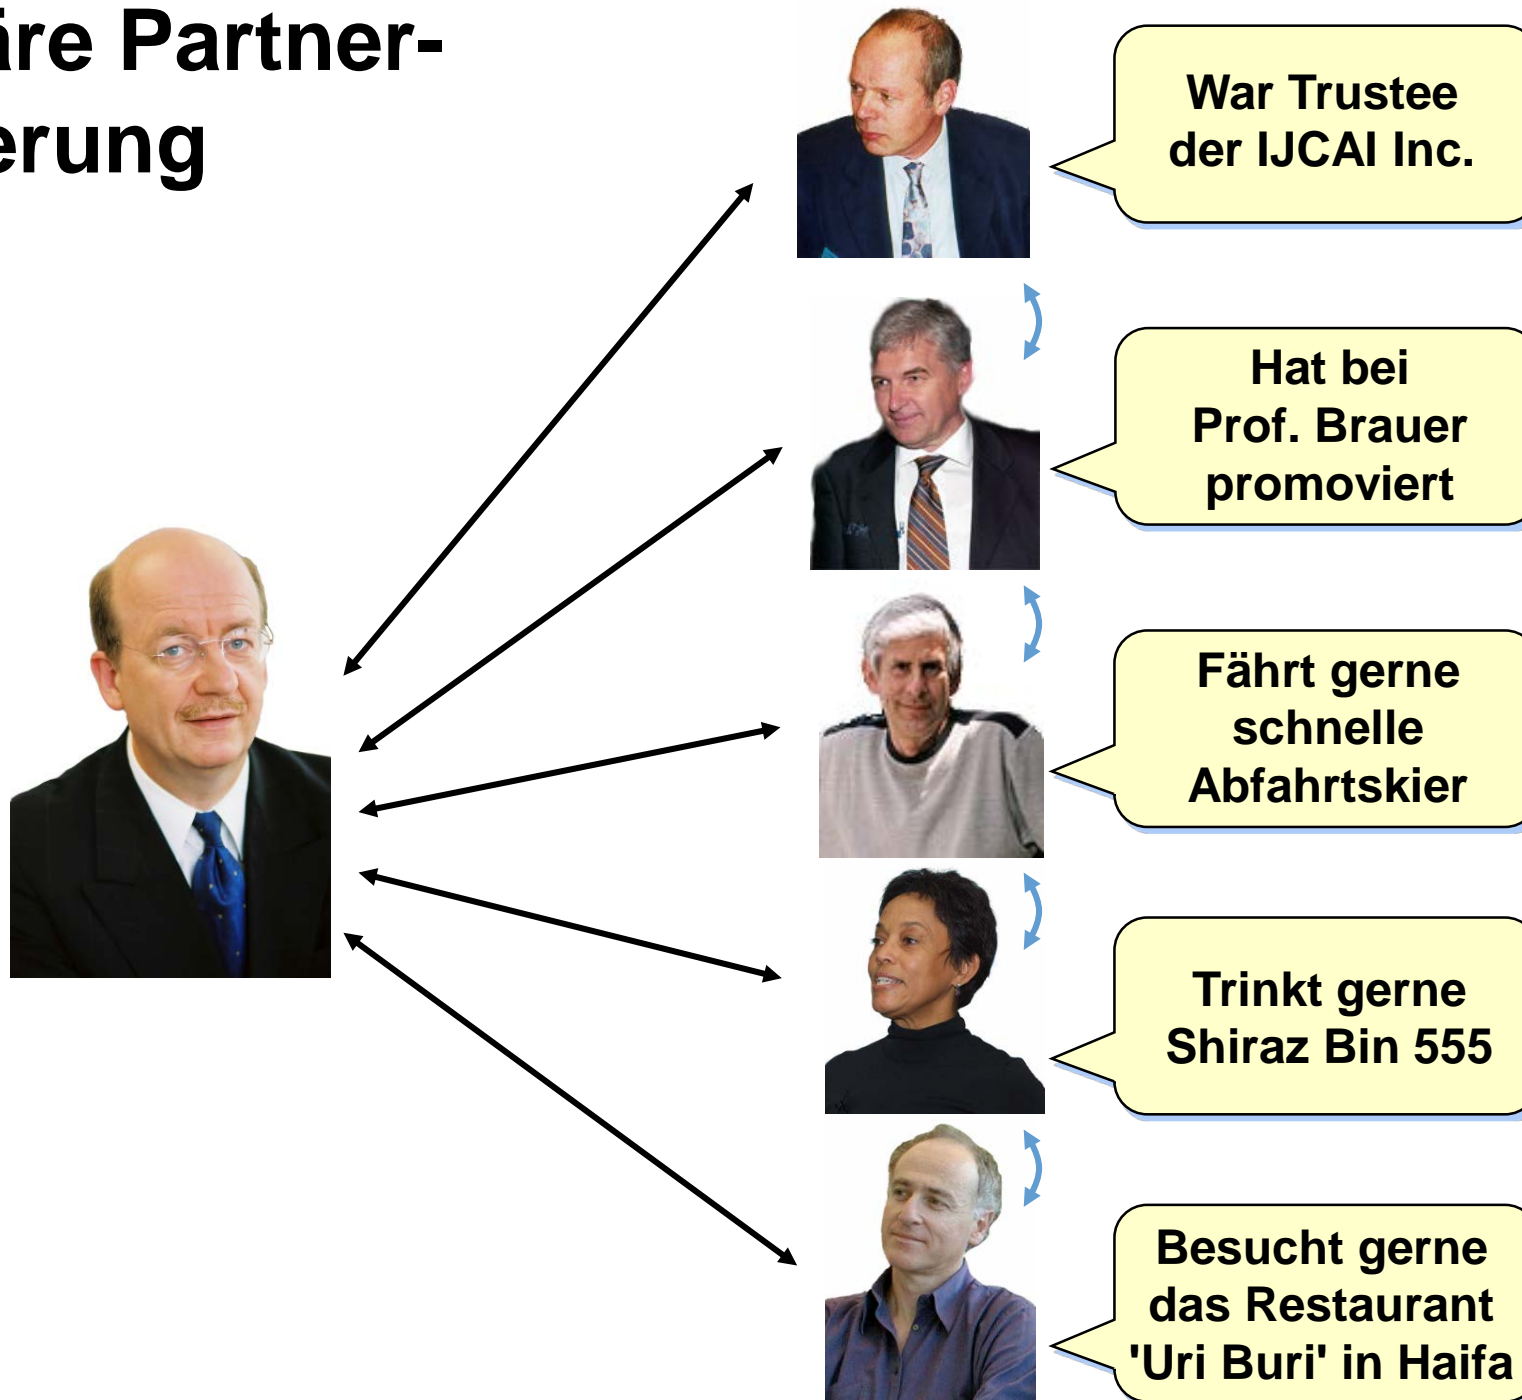 äre Partner-
erung
War Trustee
der IJCAI Inc.
Hat bei
Prof. Brauer
promoviert
Fährt gerne
schnelle
Abfahrtskier
Trinkt gerne
Shiraz Bin 555
Besucht gerne
das Restaurant
'Uri Buri' in Haifa